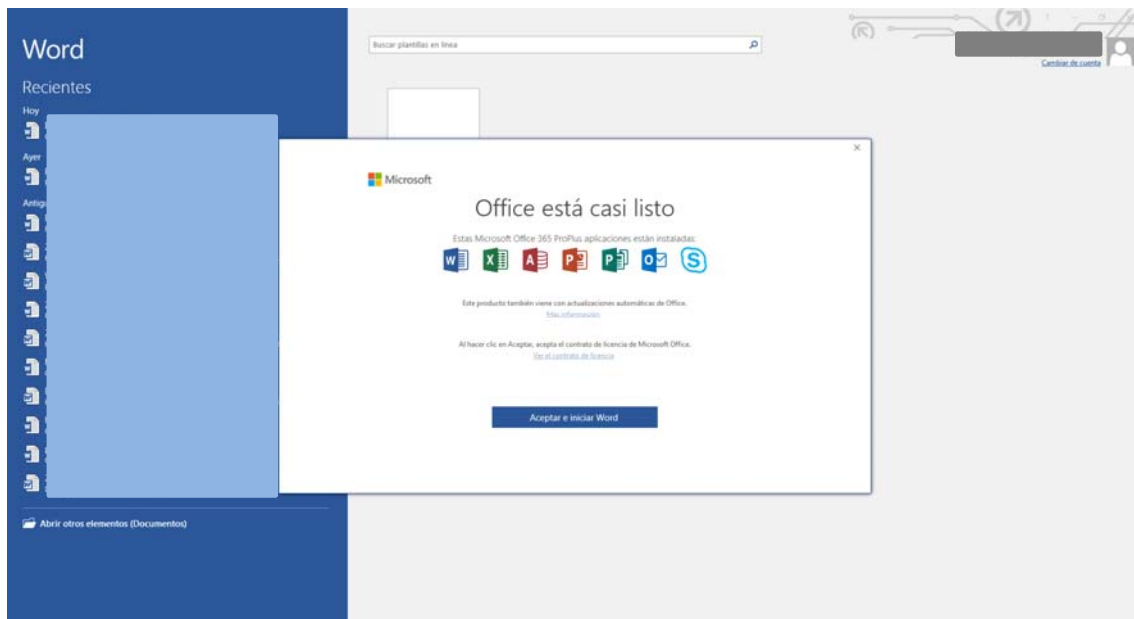 Word
Buscar plantillas en línea
Cambiar de cuenta
Recientes
Hoy
Ayer
Microsoft
Office está casi listo
Estas Microsoft Office 365 ProPlus aplicaciones están instaladas:
Este producto también viene con actualizaciones automáticas de Office.
Más información
Al hacer clic en Aceptar, acepta el contrato de licencia de Microsoft Office.
Ver el contrato de licencia
Aceptar e iniciar Word
Abrir otros elementos (Documentos)